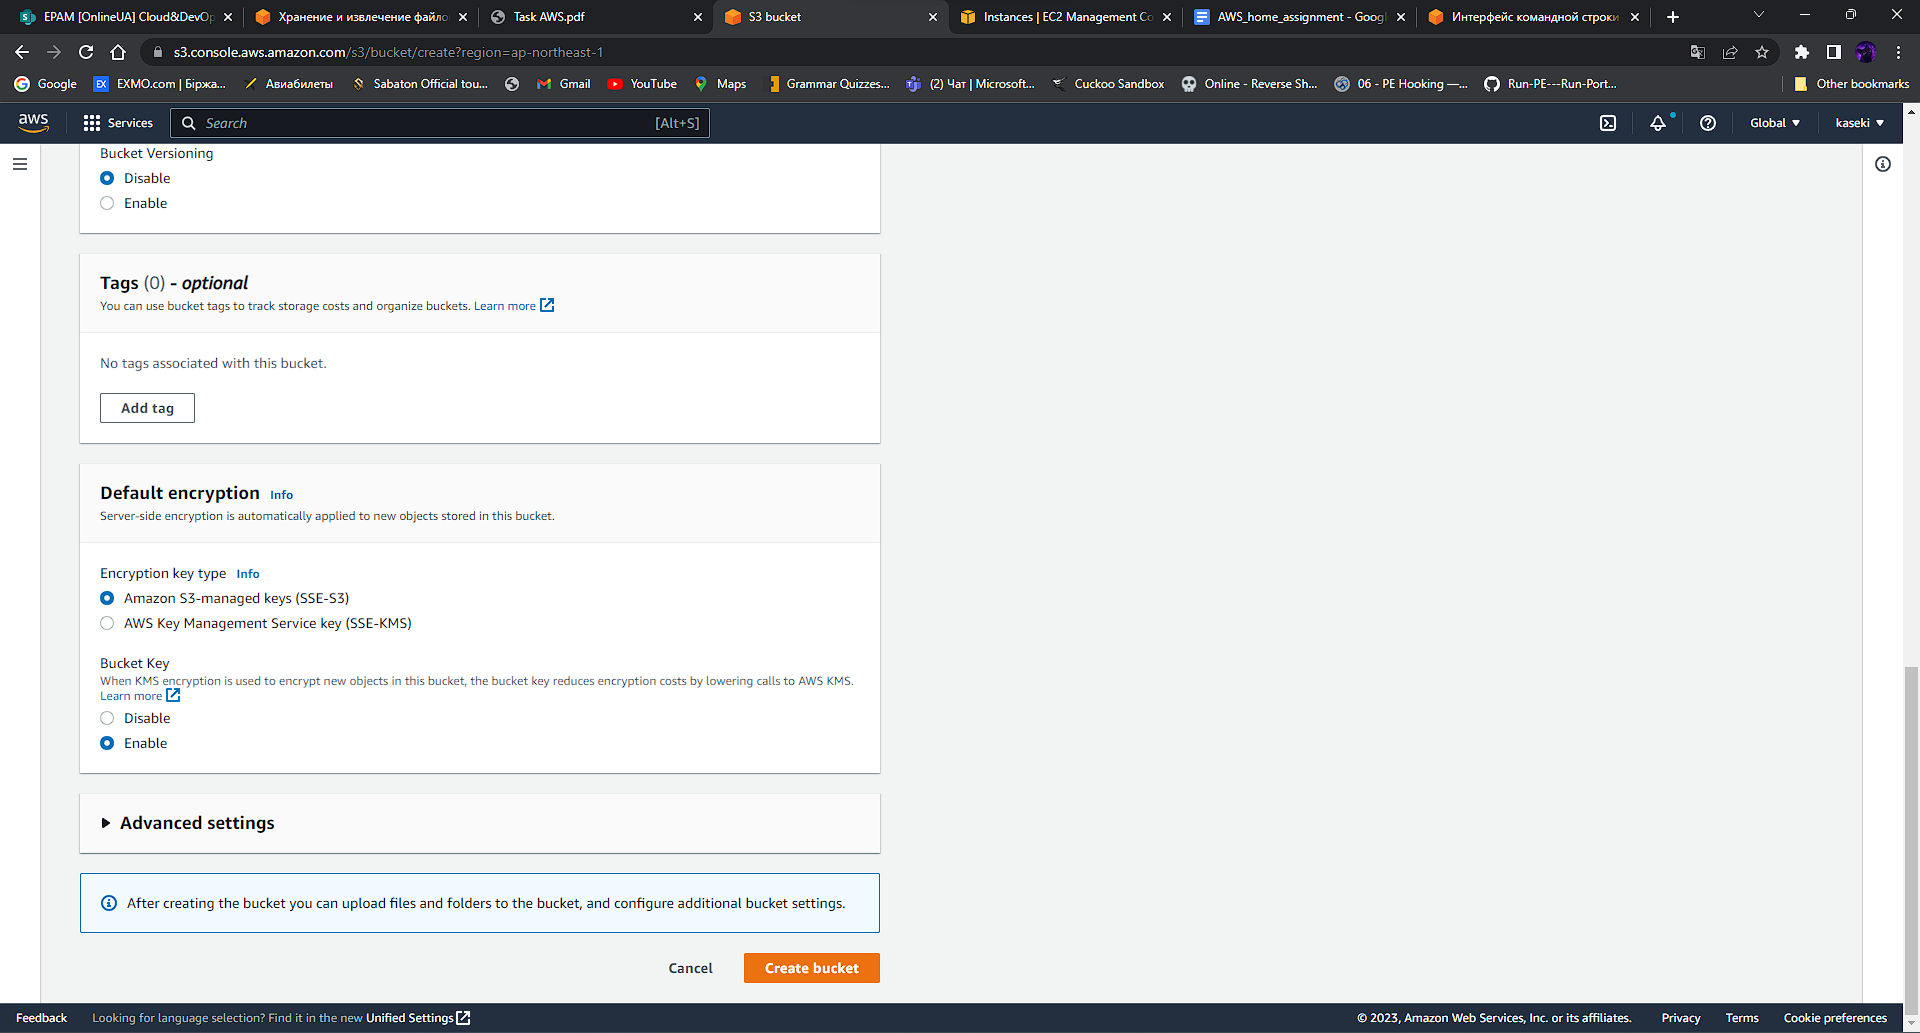 EPAM [OnlineUA] Cloud&DevOp
Хранение и извлечение файло
Task AWS.pdf
S3 bucket
Instances | EC2 Management Co
AWS_home_assignment - Googl
Интерфейс командной строки
s3.console.aws.amazon.com/s3/bucket/create?region=ap-northeast-1
Google
EXMO.com | Біржа...
Авиабилеты
Sabaton Official tou...
Gmail
YouTube
Maps
Grammar Quizzes...
(2) Чат | Microsoft...
Cuckoo Sandbox
Online - Reverse Sh...
06 - PE Hooking —...
Run-PE---Run-Port...
Other bookmarks
aws
Services
Search
[Alt+S]
Global
kaseki
Bucket Versioning
Disable
Enable
Tags (0) - optional
You can use bucket tags to track storage costs and organize buckets. Learn more
No tags associated with this bucket.
Add tag
Default encryption Info
Server-side encryption is automatically applied to new objects stored in this bucket.
Encryption key type Info
Amazon S3-managed keys (SSE-S3)
AWS Key Management Service key (SSE-KMS)
Bucket Key
When KMS encryption is used to encrypt new objects in this bucket, the bucket key reduces encryption costs by lowering calls to AWS KMS.
Learn more
Disable
Enable
Advanced settings
After creating the bucket you can upload files and folders to the bucket, and configure additional bucket settings.
Cancel
Create bucket
Feedback
Looking for language selection? Find it in the new Unified Settings
© 2023, Amazon Web Services, Inc. or its affiliates.
Privacy
Terms
Cookie preferences